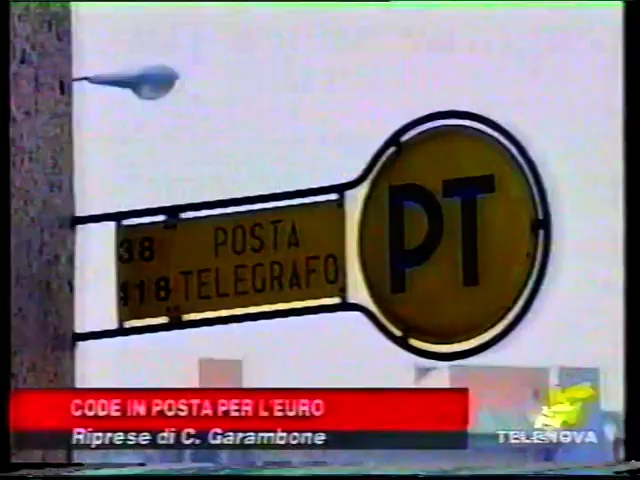 PT
38 POSTA
118 TELEGRAFO
CODE IN POSTA PER L'EURO
Riprese di C. Garambone
TELENOVA